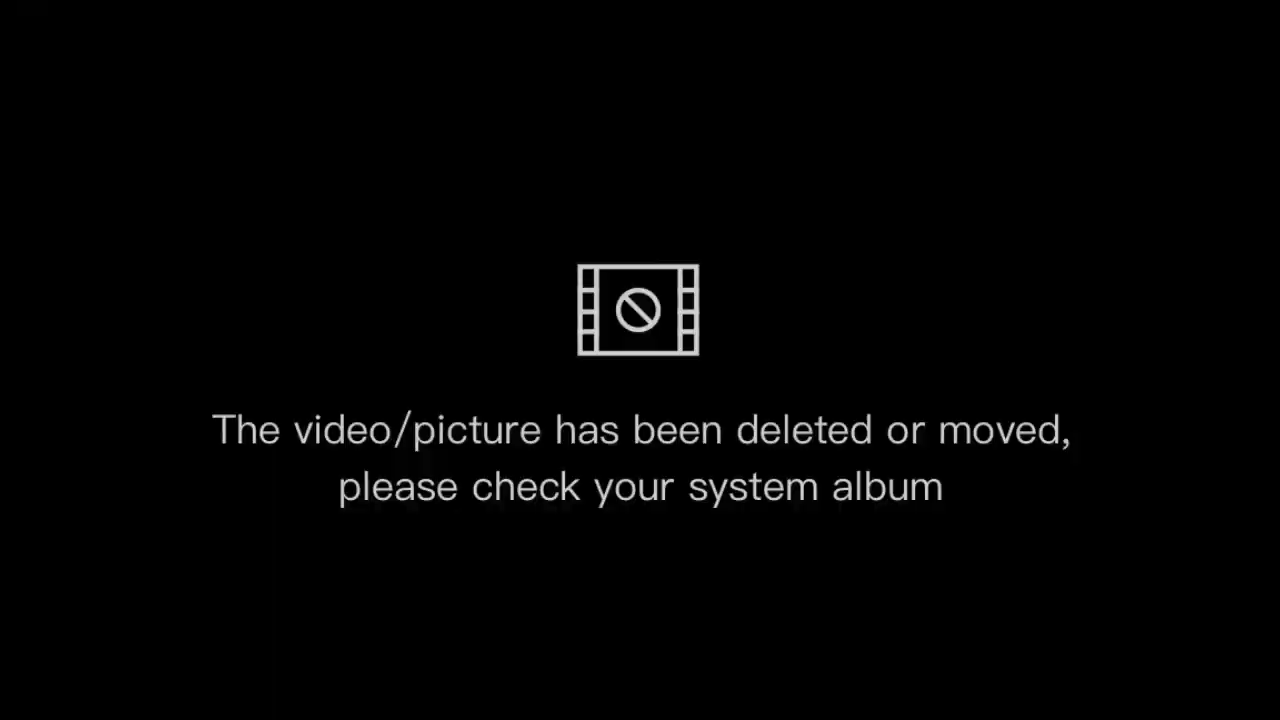 The video/picture has been deleted or moved,
please check your system album